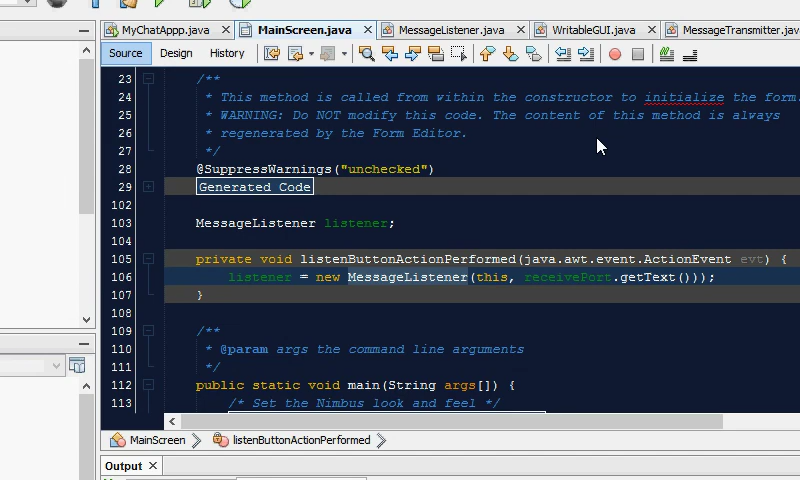 MyChatAppp.java
MainScreen.java
MessageListener.java
WritableGUI.java
MessageTransmitter.jav
Source
Design
History
23 /**
24 * This method is called from within the constructor to initialize the form.
25 * WARNING: Do NOT modify this code. The content of this method is always
26 * regenerated by the Form Editor.
27 */
28 @SuppressWarnings("unchecked")
29 Generated Code
102
103 MessageListener listener;
104
105 private void listenButtonActionPerformed(java.awt.event.ActionEvent evt) {
106 listener = new MessageListener(this, receivePort.getText());
107 }
108
109 /**
110 * @param args the command line arguments
111 */
112 public static void main(String args[]) {
113 /* Set the Nimbus look and feel */
MainScreen
listenButtonActionPerformed
Output